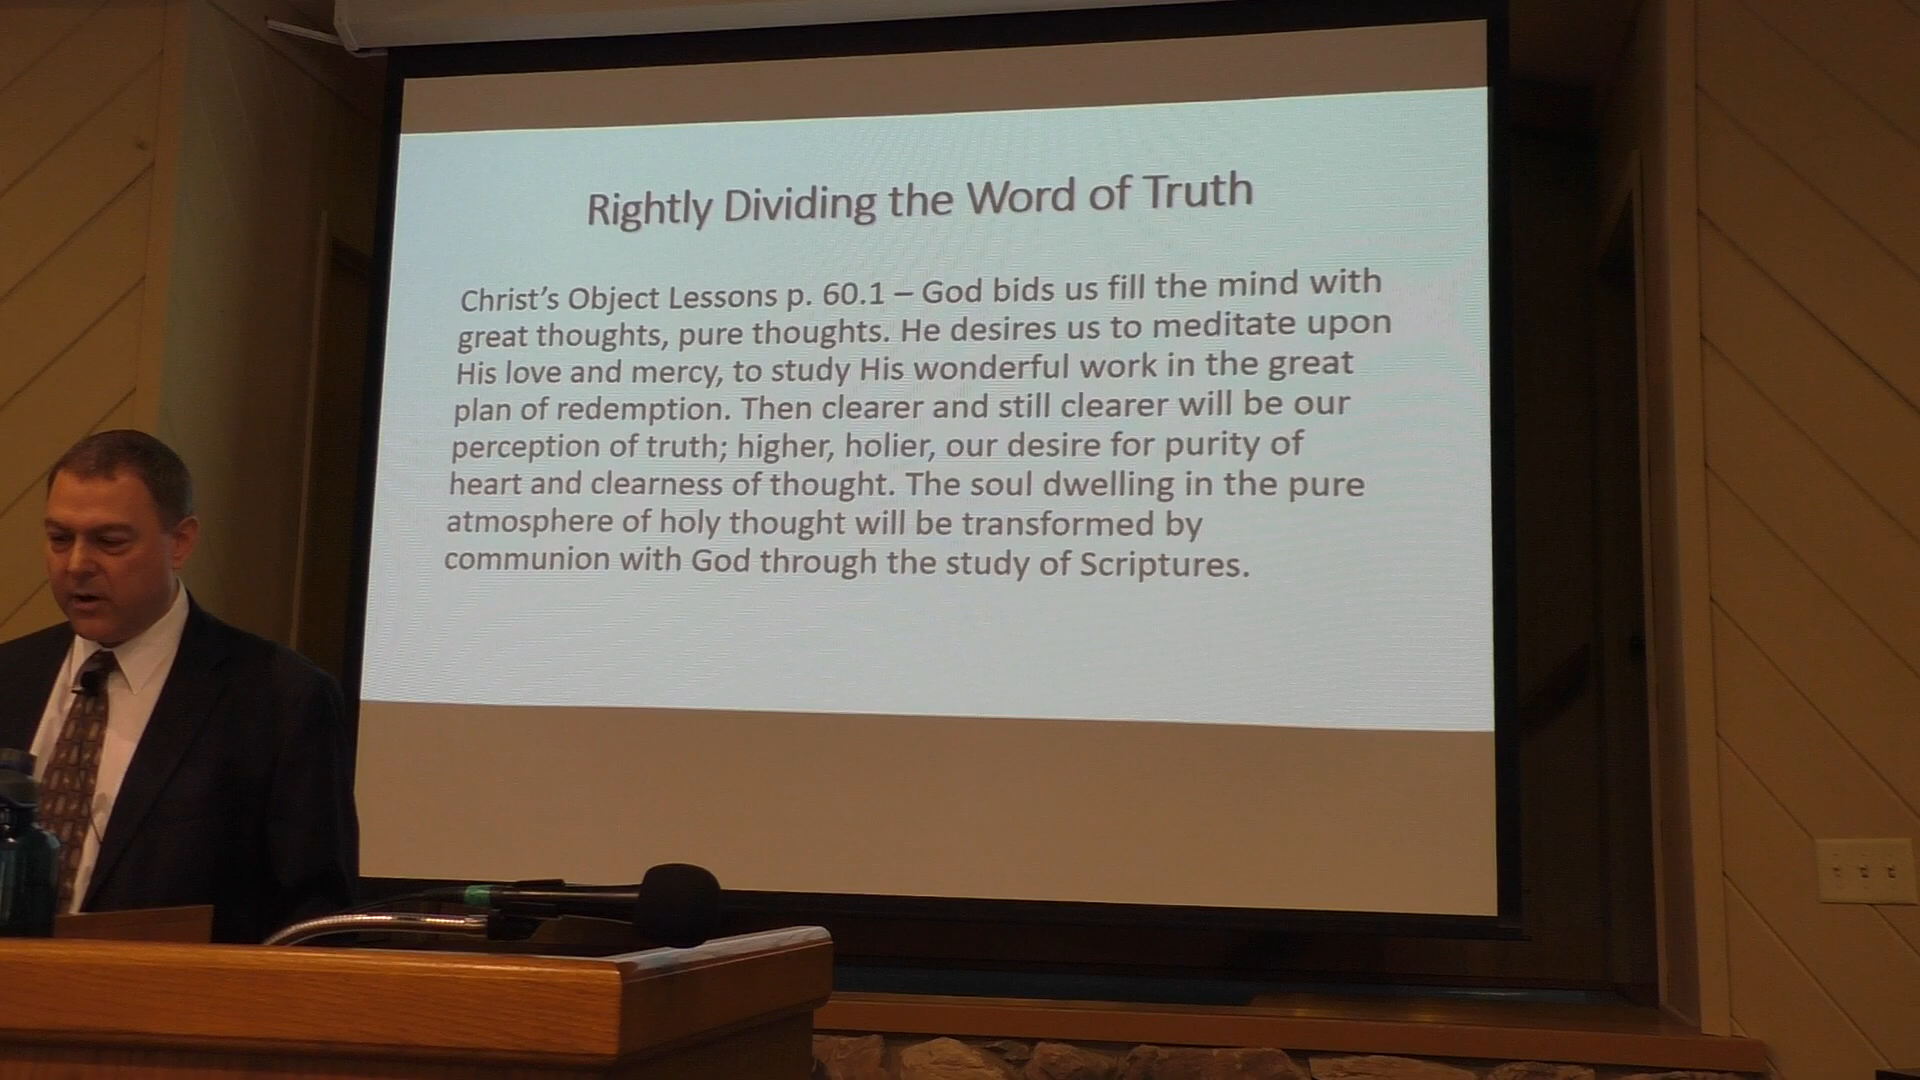 Rightly Dividing the Word of Truth
Christ's Object Lessons p. 60.1 – God bids us fill the mind with
great thoughts, pure thoughts. He desires us to meditate upon
His love and mercy, to study His wonderful work in the great
plan of redemption. Then clearer and still clearer will be our
perception of truth; higher, holier, our desire for purity of
heart and clearness of thought. The soul dwelling in the pure
atmosphere of holy thought will be transformed by
communion with God through the study of Scriptures.